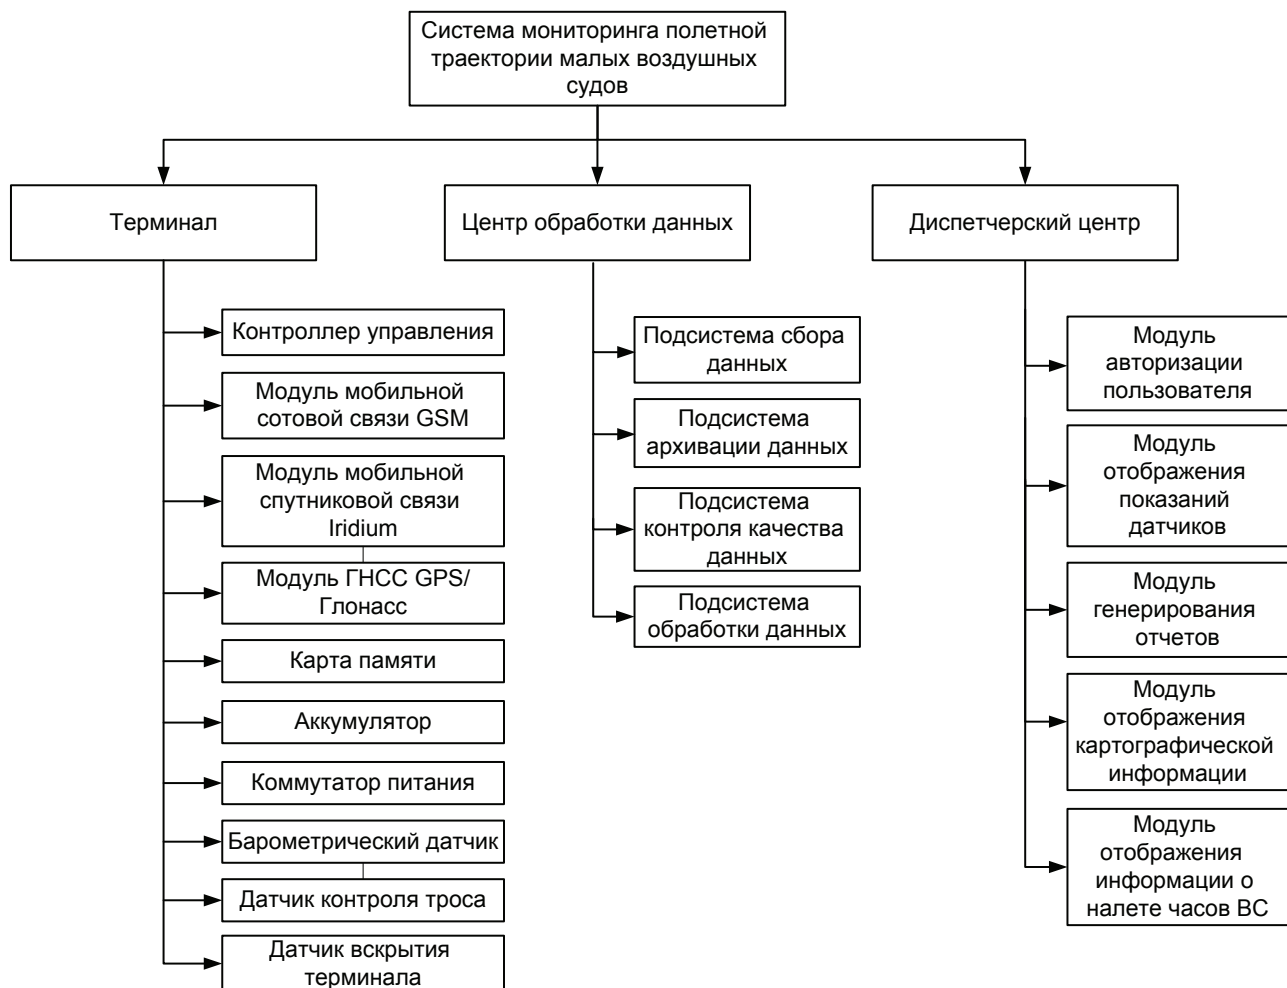 Система мониторинга полетной
траектории малых воздушных
судов
Терминал
Центр обработки данных
Диспетчерский центр
Контроллер управления
Модуль мобильной
сотовой связи GSM
Модуль мобильной
спутниковой связи
Iridium
Модуль ГНСС GPS/
Глонасс
Карта памяти
Аккумулятор
Коммутатор питания
Барометрический датчик
Датчик контроля троса
Датчик вскрытия
терминала
Подсистема сбора
данных
Подсистема
архивации данных
Подсистема
контроля качества
данных
Подсистема
обработки данных
Модуль
авторизации
пользователя
Модуль
отображения
показаний
датчиков
Модуль
генерирования
отчетов
Модуль
отображения
картографической
информации
Модуль
отображения
информации о
налете часов ВС